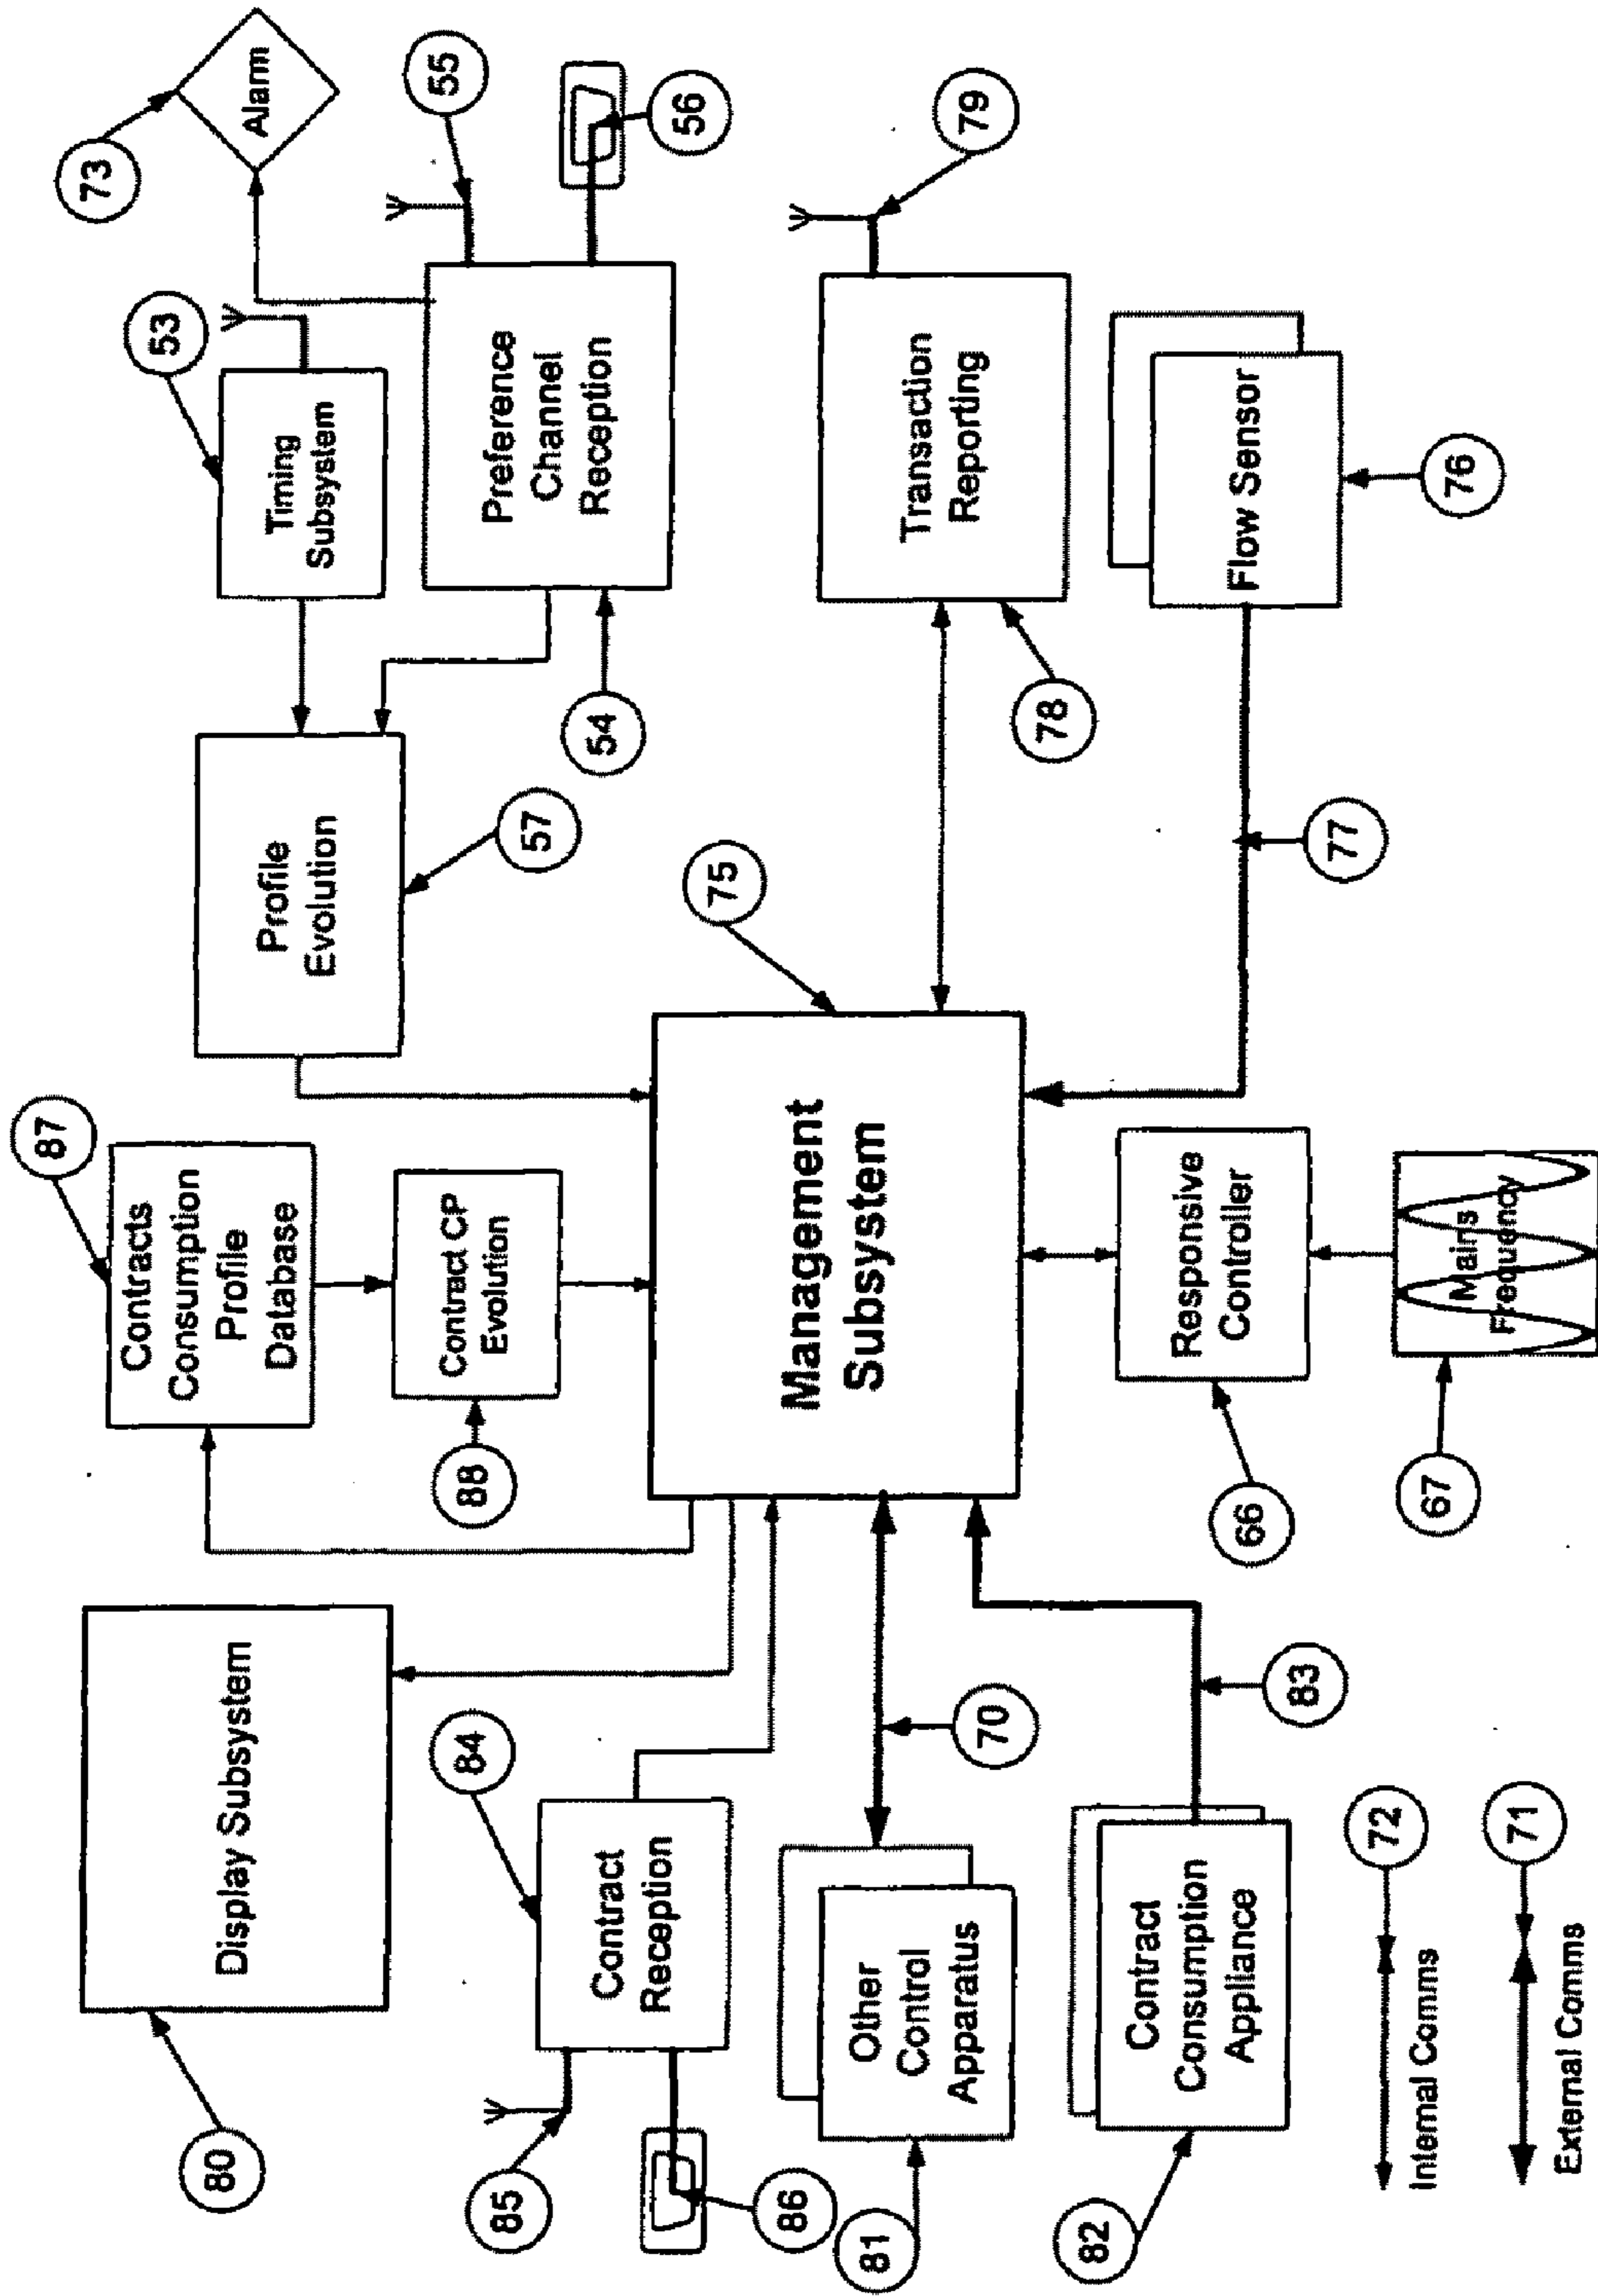 80
Display Subsystem
87
Contracts
Consumption
Profile
Database
88
Contract CP
Evolution
Profile
Evolution
57
53
Timing
Subsystem
73
Alarm
55
Preference
Channel
Reception
54
56
84
85
Contract
Reception
86
75
Management
Subsystem
Transaction
Reporting
79
78
81
Other
Control
Apparatus
70
82
Contract
Consumption
Appliance
83
66
Responsive
Controller
67
Mains
Frequency
77
Flow Sensor
76
72
Internal Comms
71
External Comms